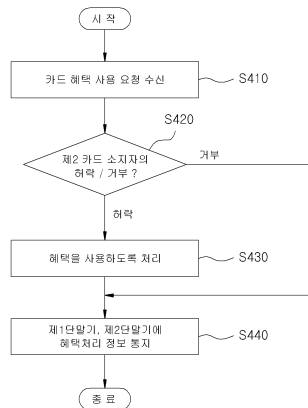 시 작
카드 혜택 사용 요청 수신
S410
S420
제2 카드 소지자의
허락 / 거부 ?
거부
허락
혜택을 사용하도록 처리
S430
제1단말기, 제2단말기에
혜택처리 정보 통지
S440
종 료